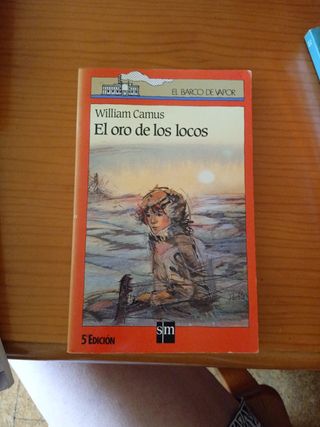 EL BARCO DE VAPOR
William Camus
El oro de los locos
5 EDICIÓN
sm